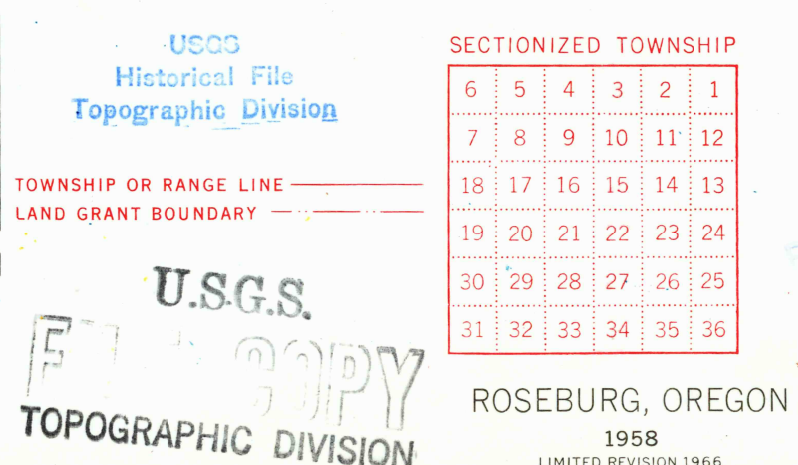 USGS
Historical File
Topographic Division
TOWNSHIP OR RANGE LINE
LAND GRANT BOUNDARY
U.S.G.S.
COPY
TOPOGRAPHIC DIVISION
SECTIONIZED TOWNSHIP
6 5 4 3 2 1
7 8 9 10 11 12
18 17 16 15 14 13
19 20 21 22 23 24
30 29 28 27 26 25
31 32 33 34 35 36
ROSEBURG, OREGON
1958
LIMITED REVISION 1966